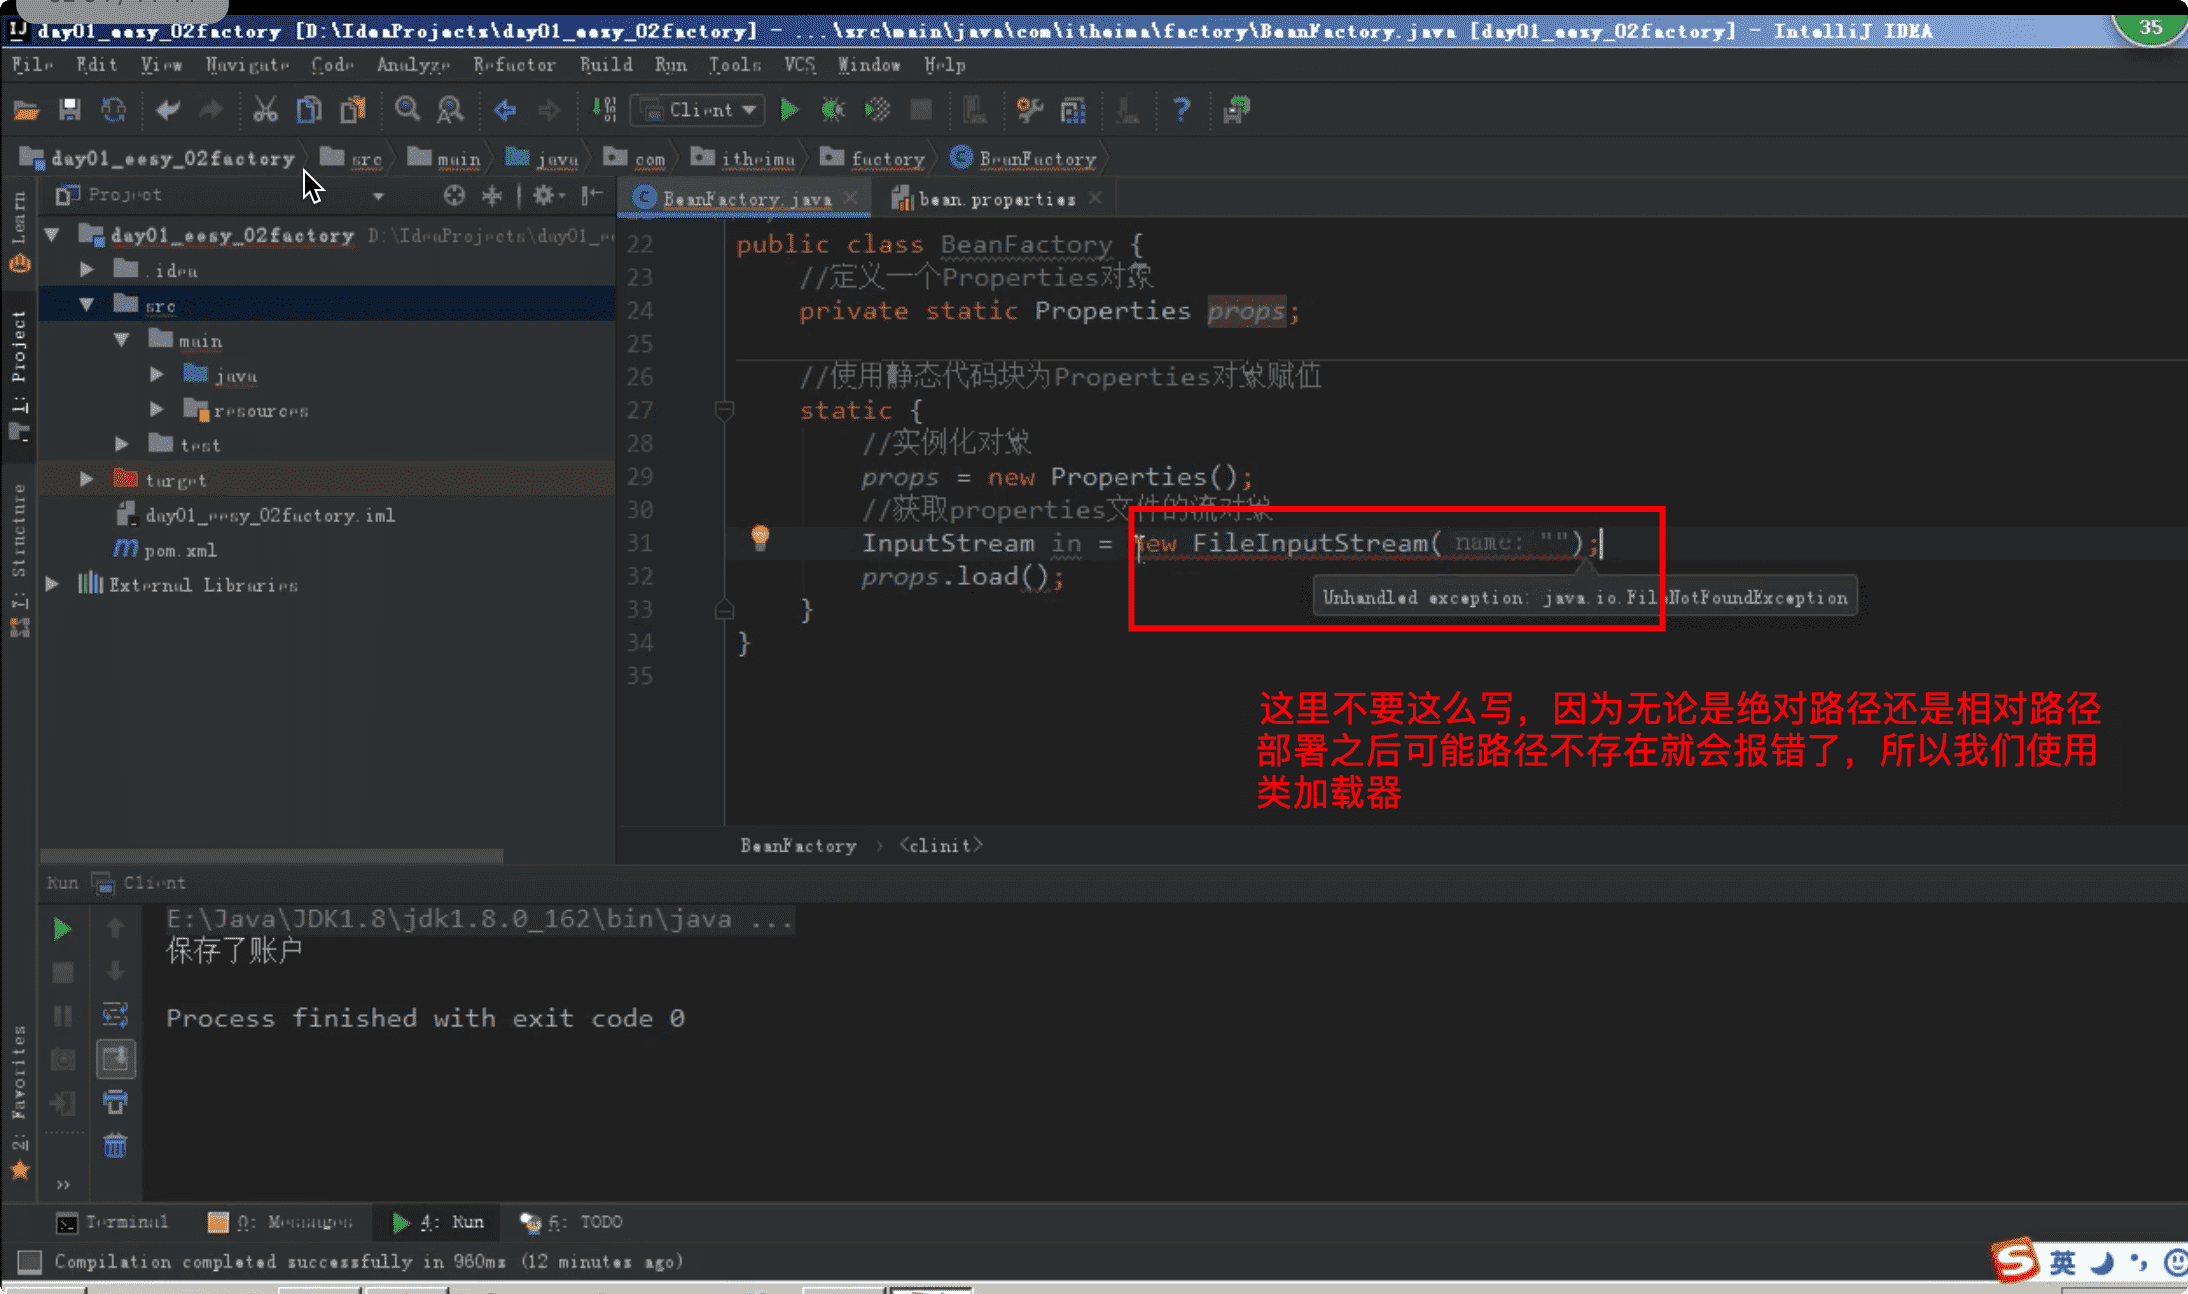 day01_eesy_02factory [D:\IdeaProjects\day01_eesy_02factory] - ...\src\main\java\com\itheima\factory\BeanFactory.java [day01_eesy_02factory] - IntelliJ IDEA
35
File Edit View Navigate Code Analyze Refactor Build Run Tools VCS Window Help
Client
day01_eesy_02factory src main java com itheima factory BeanFactory
Project
BeanFactory.java
bean.properties
Learn
1: Project
7: Structure
2: Favorites
day01_eesy_02factory D:\IdeaProjects\day01_e
.idea
src
main
java
resources
test
target
day01_eesy_02factory.iml
pom.xml
External Libraries
22 public class BeanFactory {
23 //定义一个Properties对象
24 private static Properties props;
25
26 //使用静态代码块为Properties对象赋值
27 static {
28 //实例化对象
29 props = new Properties();
30 //获取properties文件的流对象
31 InputStream in = new FileInputStream( name: "");
32 props.load();
33 }
34 }
35
Unhandled exception: java.io.FileNotFoundException
这里不要这么写，因为无论是绝对路径还是相对路径
部署之后可能路径不存在就会报错了，所以我们使用
类加载器
BeanFactory › <clinit>
Run Client
E:\Java\JDK1.8\jdk1.8.0_162\bin\java ...
保存了账户
Process finished with exit code 0
»
Terminal 0: Messages 4: Run 6: TODO
Compilation completed successfully in 960ms (12 minutes ago)
S 英